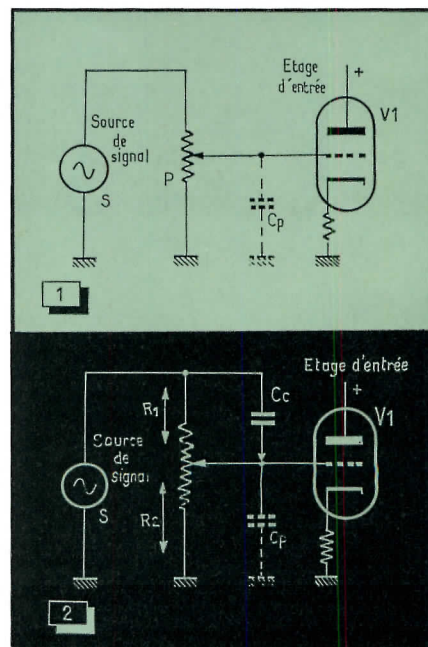 Etage
d'entrée
+
V1
Source
de
signal
S
P
Cp
1
Etage d'entrée
+
V1
Cc
R1
Source
de
signal
S
R2
Cp
2